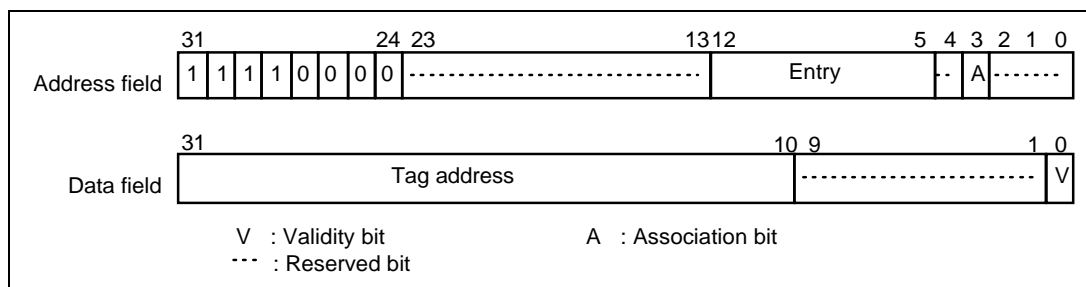 31 24 23 13 12 5 4 3 2 1 0
Address field 1 1 1 1 0 0 0 0 Entry A
31 10 9 1 0
Data field Tag address V
V : Validity bit A : Association bit
: Reserved bit